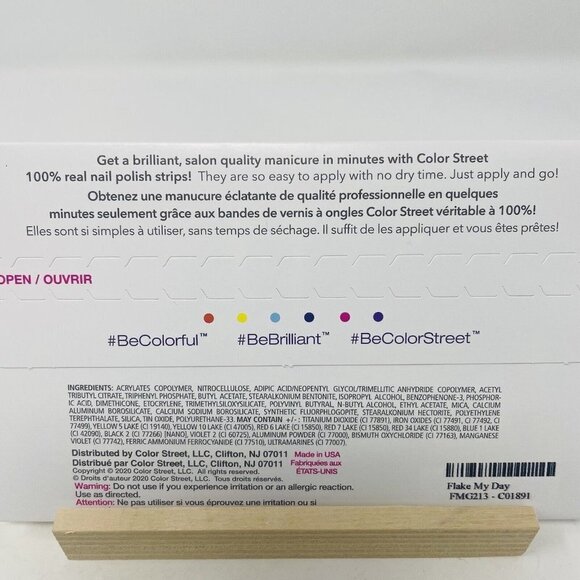 Get a brilliant, salon quality manicure in minutes with Color Street
100% real nail polish strips! They are so easy to apply with no dry time. Just apply and go!
Obtenez une manucure éclatante de qualité professionelle en quelques
minutes seulement grâce aux bandes de vernis à ongles Color Street véritable à 100%!
Elles sont si simples à utiliser, sans temps de séchage. Il suffit de les appliquer et vous êtes prêtes!
OPEN / OUVRIR
#BeColorful™ #BeBrilliant™ #BeColorStreet™
INGREDIENTS: ACRYLATES COPOLYMER, NITROCELLULOSE, ADIPIC ACID/NEOPENTYL GLYCOL/TRIMELLITIC ANHYDRIDE COPOLYMER, ACETYL
TRIBUTYL CITRATE, TRIPHENYL PHOSPHATE, BUTYL ACETATE, STEARALKONIUM BENTONITE, ISOPROPYL ALCOHOL, BENZOPHENONE-3, PHOSPHOR-
IC ACID, DIMETHICONE, ETOCRYLENE, TRIMETHYLSILOXYSILICATE, POLYVINYL BUTYRAL, N-BUTYL ALCOHOL, ETHYL ACETATE, MICA, CALCIUM
ALUMINUM BOROSILICATE, CALCIUM SODIUM BOROSILICATE, SYNTHETIC FLUORPHLOGOPITE, STEARALKONIUM HECTORITE, POLYETHYLENE
TEREPHTHALATE, SILICA, TIN OXIDE, POLYURETHANE-33. MAY CONTAIN +/- : TITANIUM DIOXIDE (CI 77891), IRON OXIDES (CI 77491, CI 77492, CI
77499), YELLOW 5 LAKE (CI 19140), YELLOW 10 LAKE (CI 47005), RED 6 LAKE (CI 15850), RED 7 LAKE (CI 15850), RED 34 LAKE (CI 15880), BLUE 1 LAKE
(CI 42090), BLACK 2 (CI 77266) [NANO], VIOLET 2 (CI 60725), ALUMINUM POWDER (CI 77000), BISMUTH OXYCHLORIDE (CI 77163), MANGANESE
VIOLET (CI 77742), FERRIC AMMONIUM FERROCYANIDE (CI 77510), ULTRAMARINES (CI 77007).
Distributed by Color Street, LLC, Clifton, NJ 07011 Made in USA
Distribué par Color Street, LLC, Clifton, NJ 07011 Fabriquées aux
Copyright © 2020 Color Street, LLC. All rights reserved. ÉTATS-UNIS
© Droits d'auteur 2020 Color Street, LLC. Tous droits réservés.
Warning: Do not use if you experience irritation or an allergic reaction.
Use as directed.
Attention: Ne pas utiliser si vous éprouvez une irritation ou si
Flake My Day
FMG213 - C01891